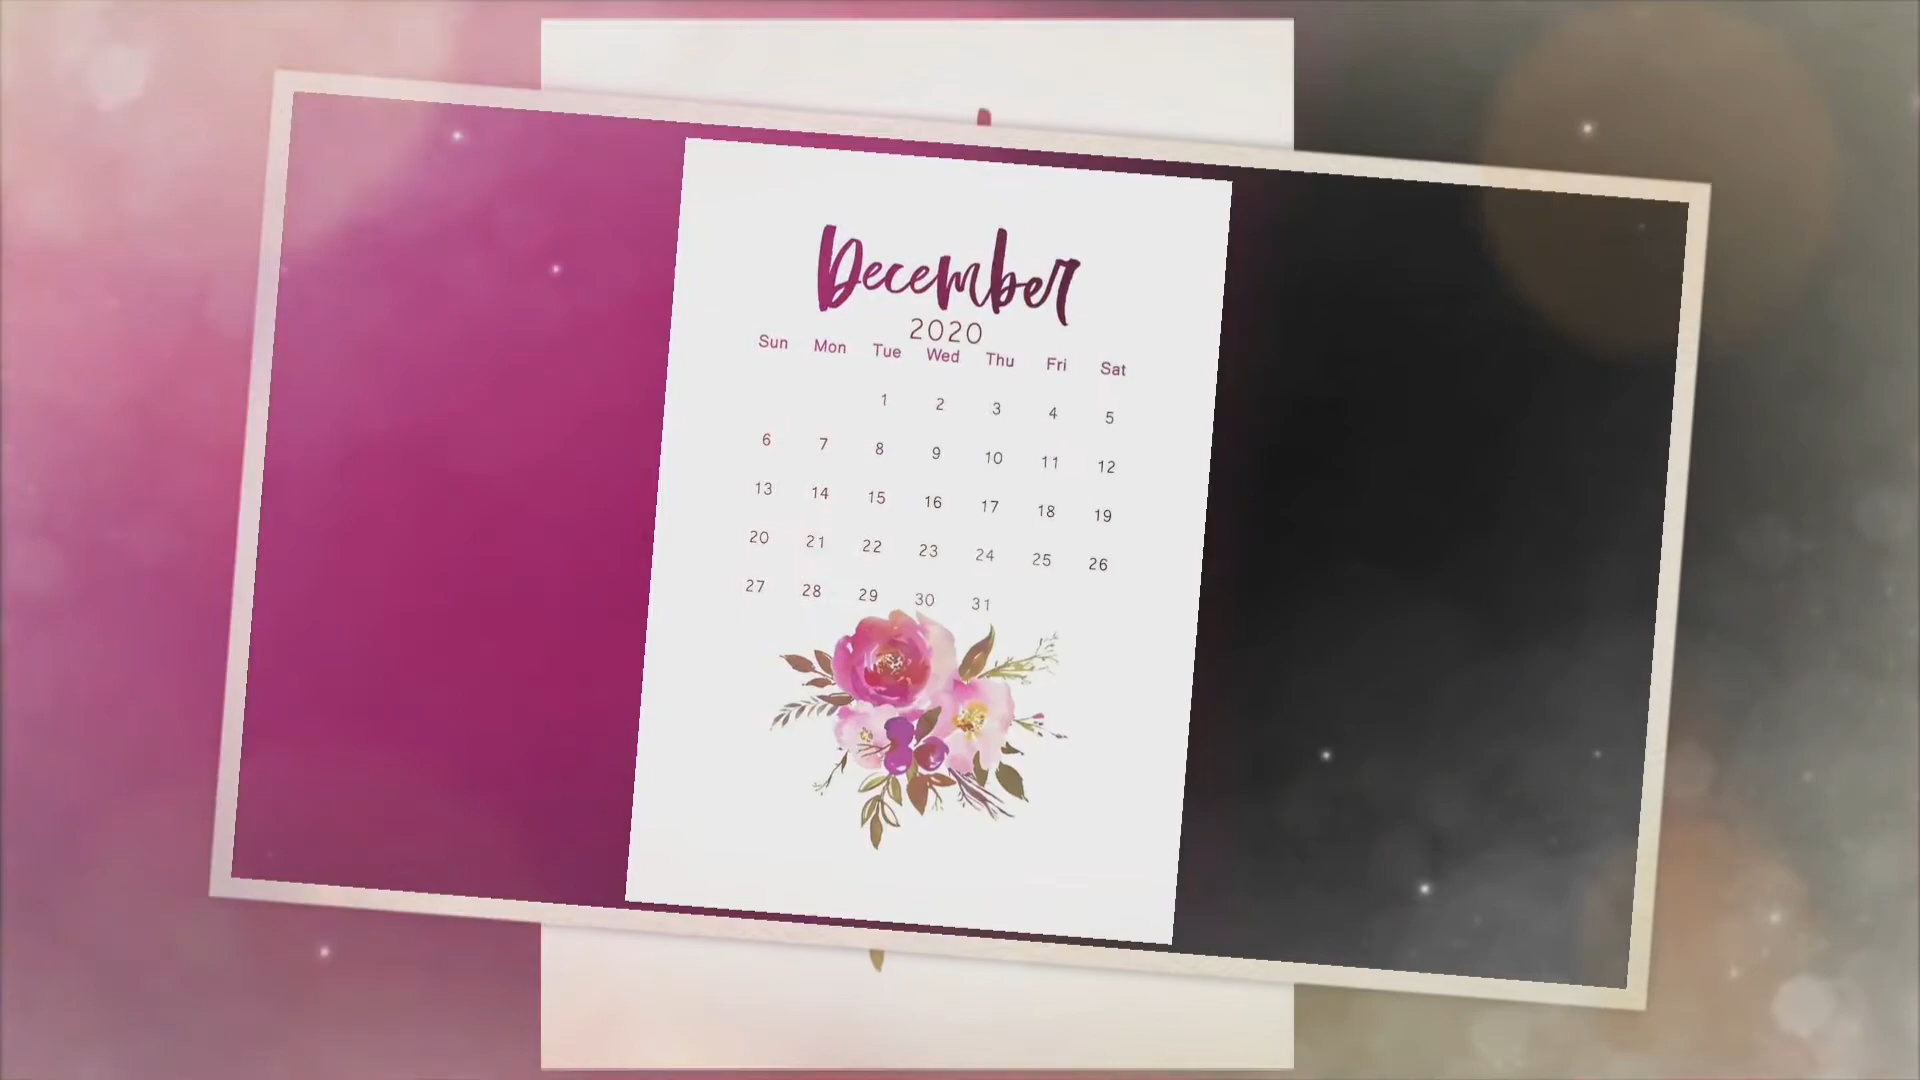 December
2020
Sun Mon Tue Wed Thu Fri Sat
1 2 3 4 5
6 7 8 9 10 11 12
13 14 15 16 17 18 19
20 21 22 23 24 25 26
27 28 29 30 31